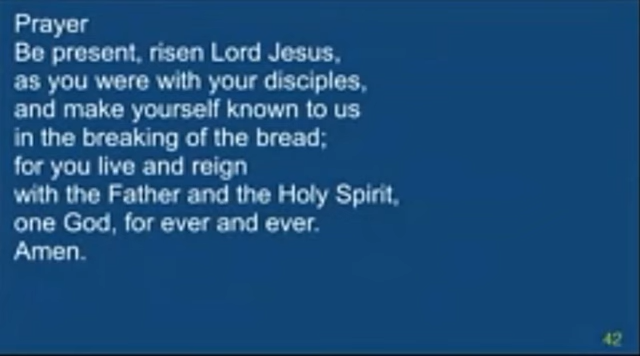 Prayer
Be present, risen Lord Jesus,
as you were with your disciples,
and make yourself known to us
in the breaking of the bread;
for you live and reign
with the Father and the Holy Spirit,
one God, for ever and ever.
Amen.
42